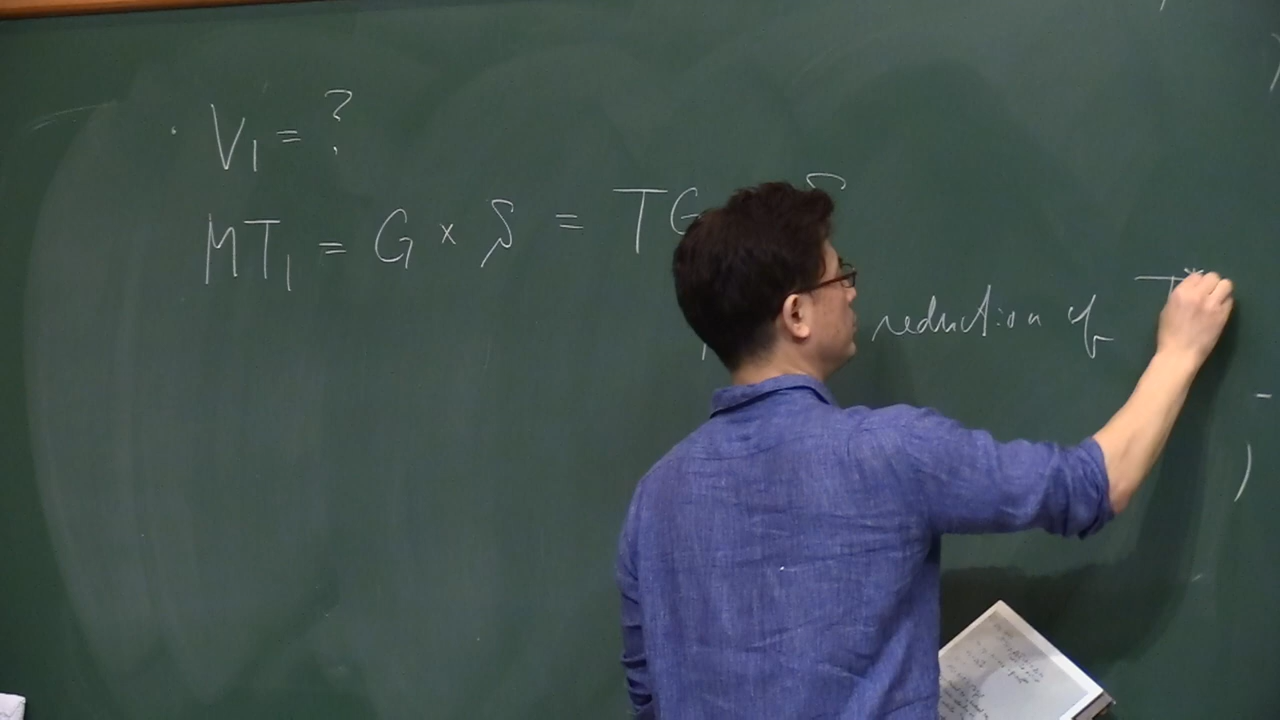 · V₁ = ?
MT₁ = G × S = TG
reduction of T*